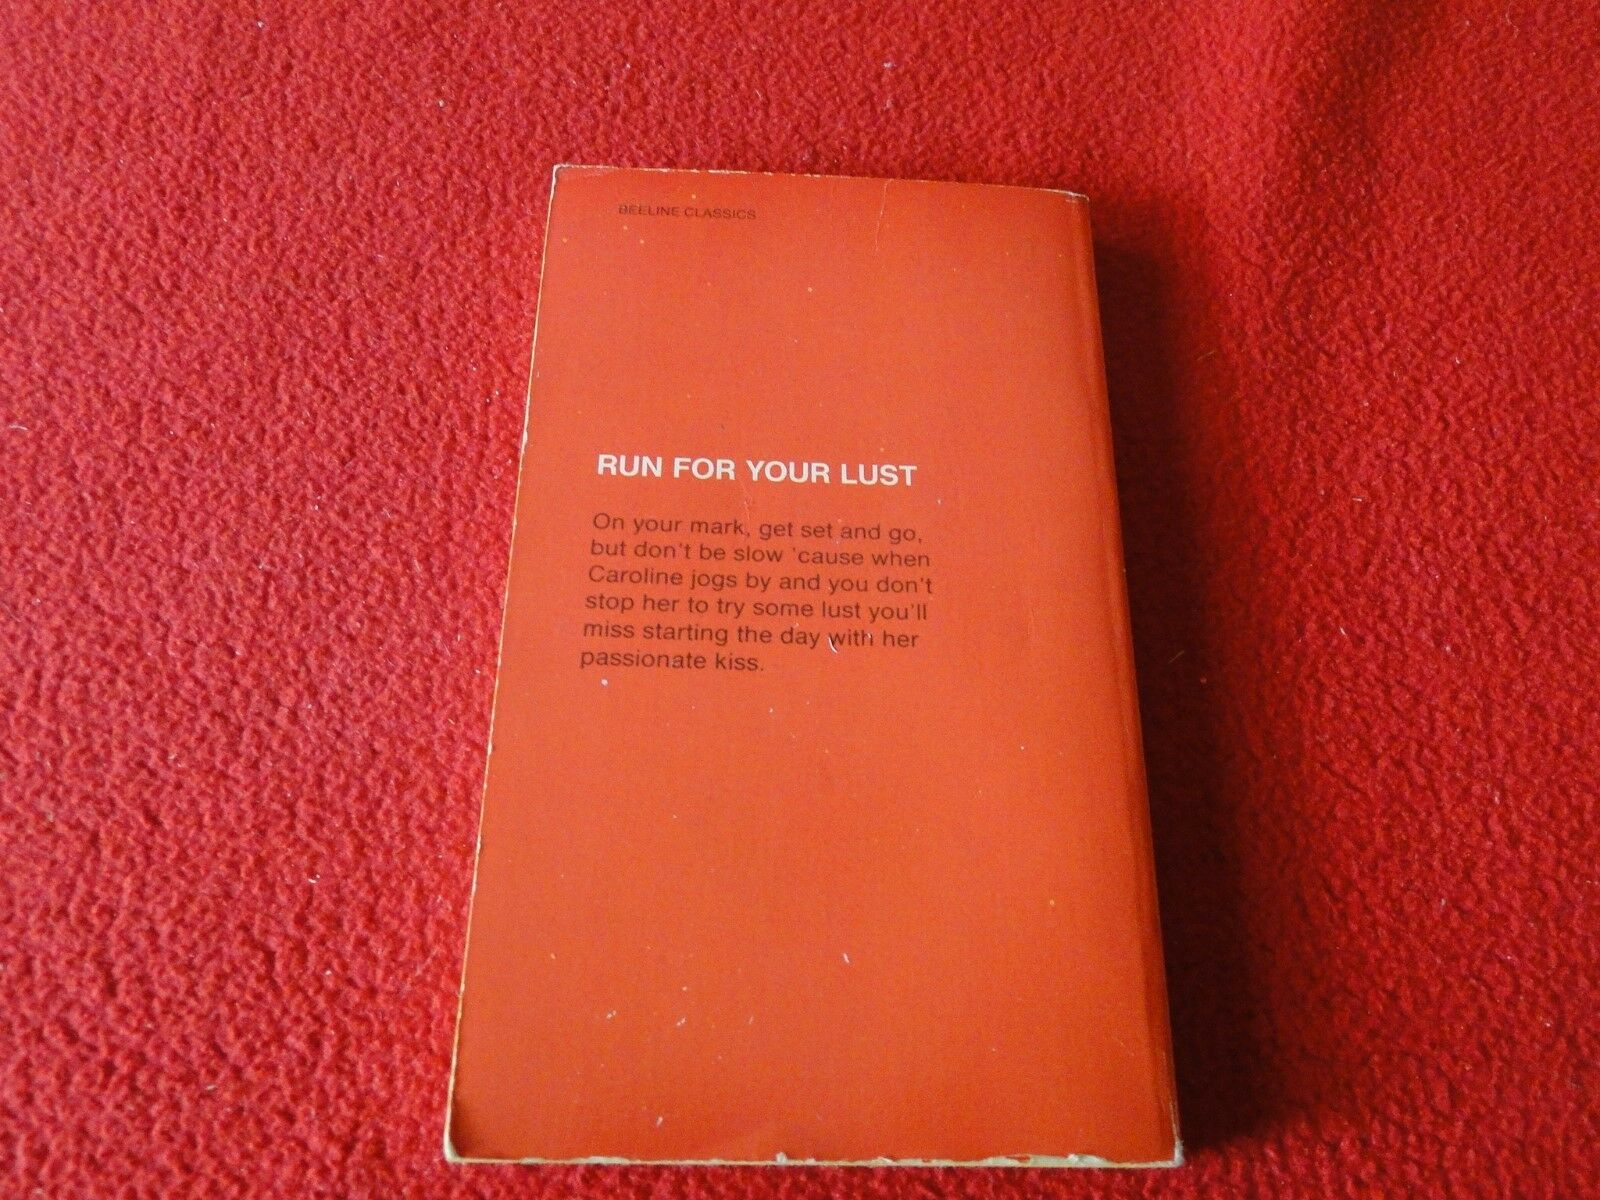 BEELINE CLASSICS
RUN FOR YOUR LUST
On your mark, get set and go,
but don't be slow 'cause when
Caroline jogs by and you don't
stop her to try some lust you'll
miss starting the day with her
passionate kiss.